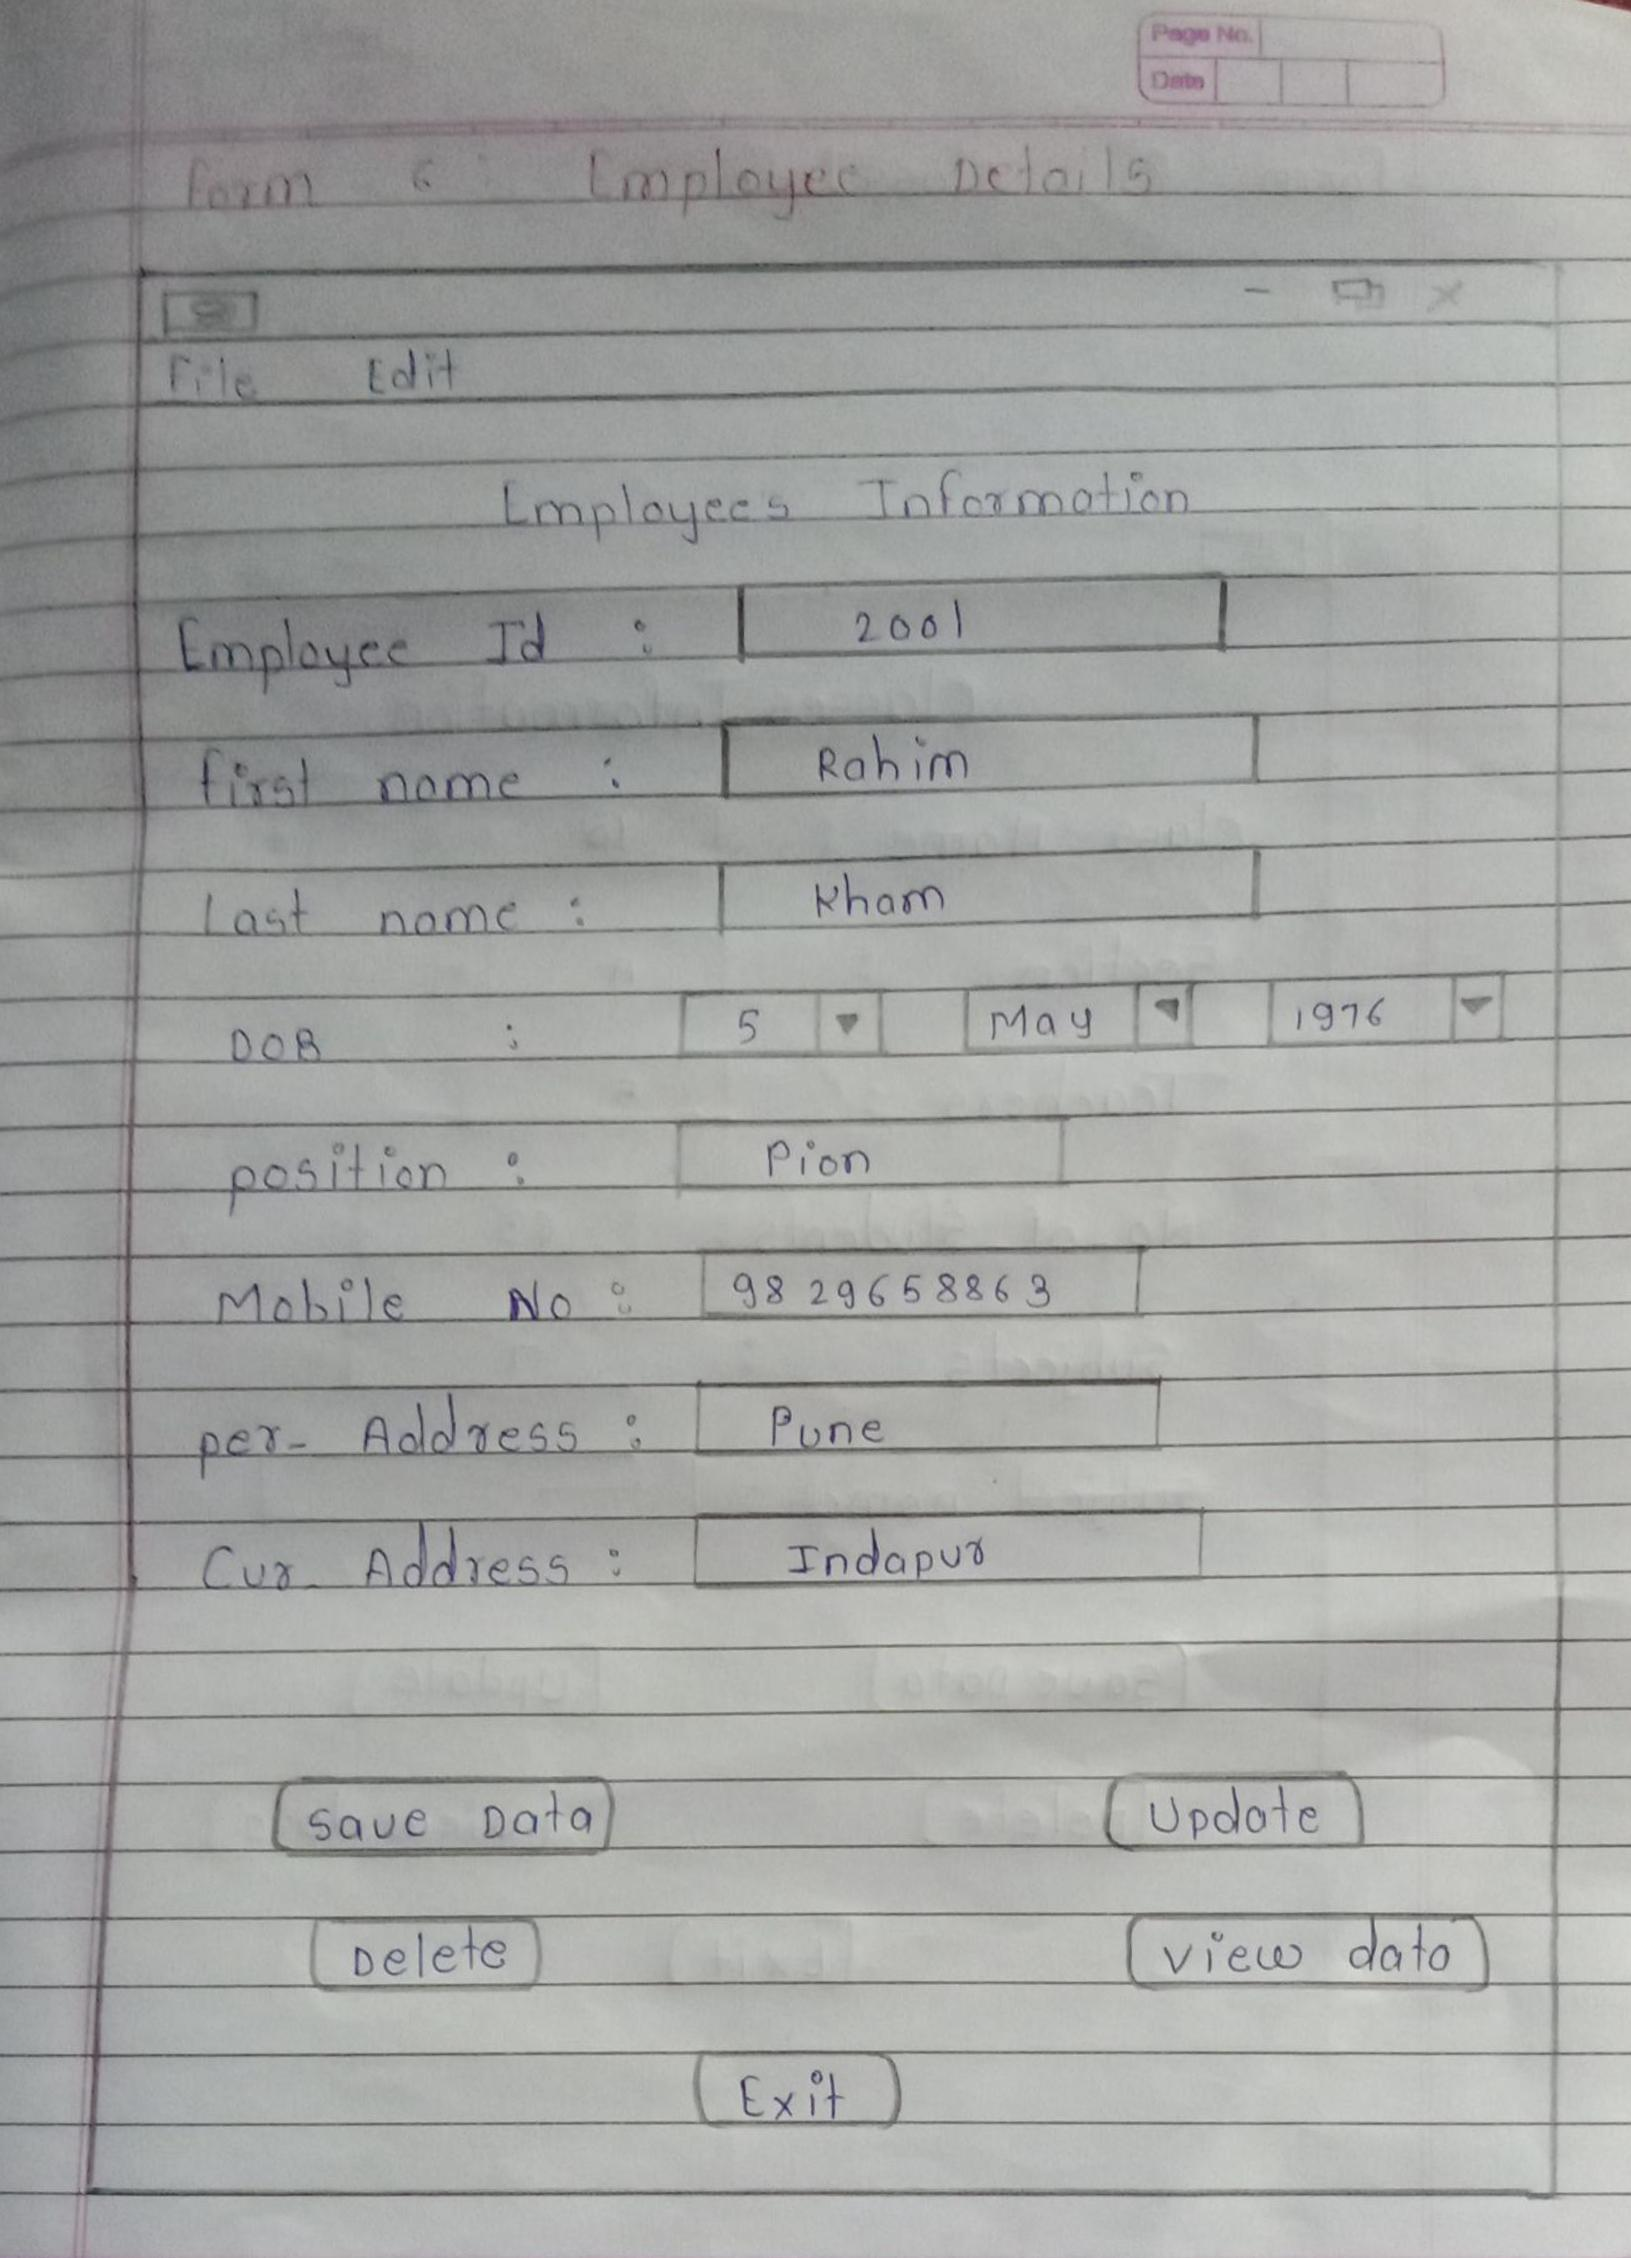 Page No.
Date
Form 6 : Employee Details
File Edit
Employees Information
Employee Id : 2001
first name : Rahim
Last name : Kham
DOB : 5 May 1976
position : Pion
Mobile No : 9829658863
per- Address : Pune
Cur- Address : Indapur
Save Data Update
Delete view data
Exit